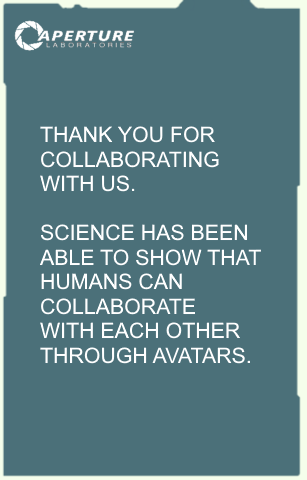 APERTURE
LABORATORIES
THANK YOU FOR
COLLABORATING
WITH US.
SCIENCE HAS BEEN
ABLE TO SHOW THAT
HUMANS CAN
COLLABORATE
WITH EACH OTHER
THROUGH AVATARS.